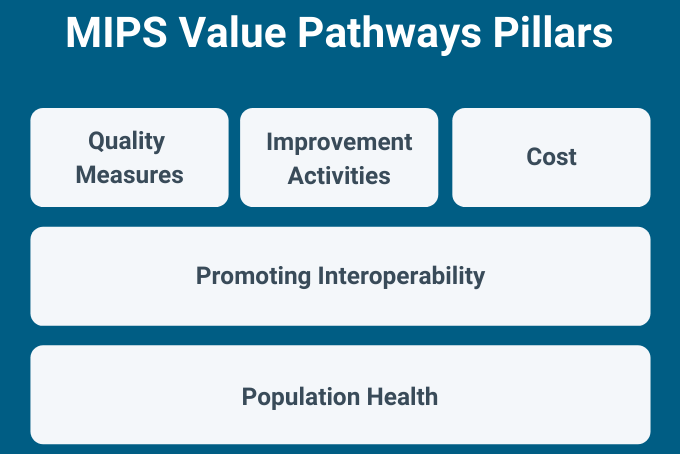 MIPS Value Pathways Pillars
Quality
Measures
Improvement
Activities
Cost
Promoting Interoperability
Population Health